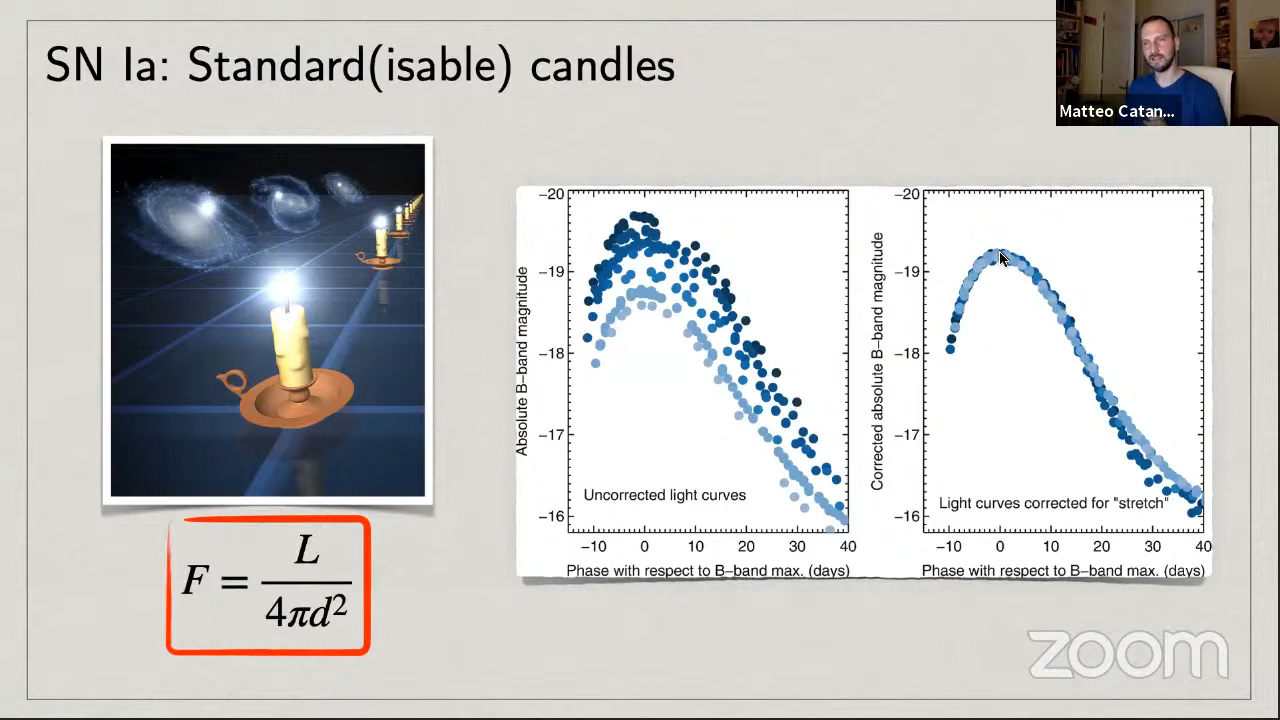 SN Ia: Standard(isable) candles
Matteo Catan...
F = L / 4πd²
Absolute B−band magnitude
−20
−19
−18
−17
−16
Uncorrected light curves
−10 0 10 20 30 40
Phase with respect to B−band max. (days)
Corrected absolute B−band magnitude
−20
−19
−18
−17
−16
Light curves corrected for "stretch"
−10 0 10 20 30 40
Phase with respect to B−band max. (days)
zoom